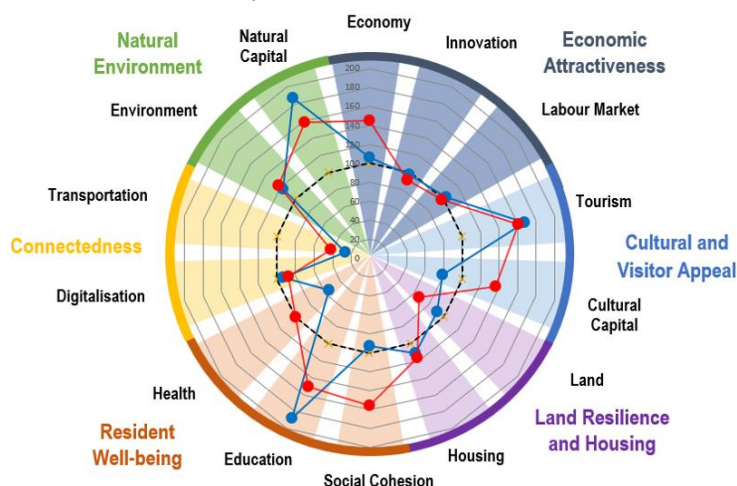 Economy
Natural
Environment
Natural
Capital
Innovation
Economic
Attractiveness
Environment
Labour Market
200
180
160
140
120
100
80
60
40
20
0
Transportation
Tourism
Connectedness
Cultural and
Visitor Appeal
Digitalisation
Cultural
Capital
Health
Land
Resident
Well-being
Land Resilience
and Housing
Education
Housing
Social Cohesion